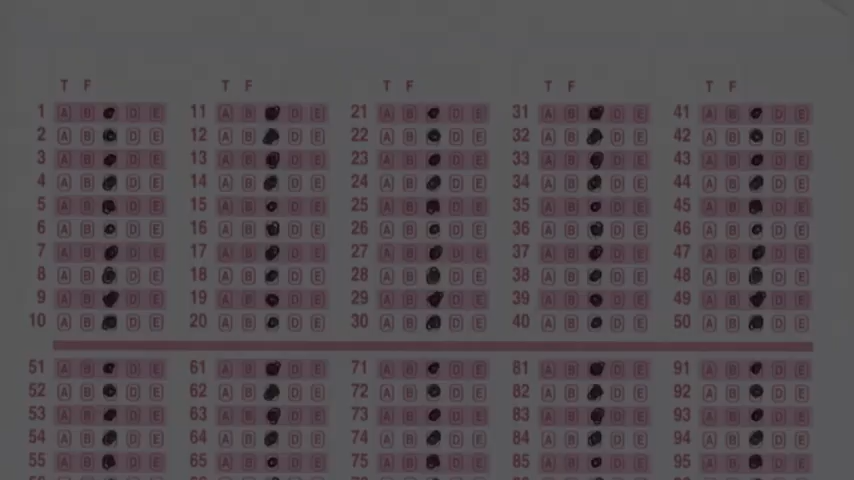 T F T F T F T F T F
1 A B D E 11 A B D E 21 A B D E 31 A B D E 41 A B D E
2 A B D E 12 A B D E 22 A B D E 32 A B D E 42 A B D E
3 A B D E 13 A B D E 23 A B D E 33 A B D E 43 A B D E
4 A B D E 14 A B D E 24 A B D E 34 A B D E 44 A B D E
5 A B D E 15 A B D E 25 A B D E 35 A B D E 45 A B D E
6 A B D E 16 A B D E 26 A B D E 36 A B D E 46 A B D E
7 A B D E 17 A B D E 27 A B D E 37 A B D E 47 A B D E
8 A B D E 18 A B D E 28 A B D E 38 A B D E 48 A B D E
9 A B D E 19 A B D E 29 A B D E 39 A B D E 49 A B D E
10 A B D E 20 A B D E 30 A B D E 40 A B D E 50 A B D E
51 A B D E 61 A B D E 71 A B D E 81 A B D E 91 A B D E
52 A B D E 62 A B D E 72 A B D E 82 A B D E 92 A B D E
53 A B D E 63 A B D E 73 A B D E 83 A B D E 93 A B D E
54 A B D E 64 A B D E 74 A B D E 84 A B D E 94 A B D E
55 A B D E 65 A B D E 75 A B D E 85 A B D E 95 A B D E